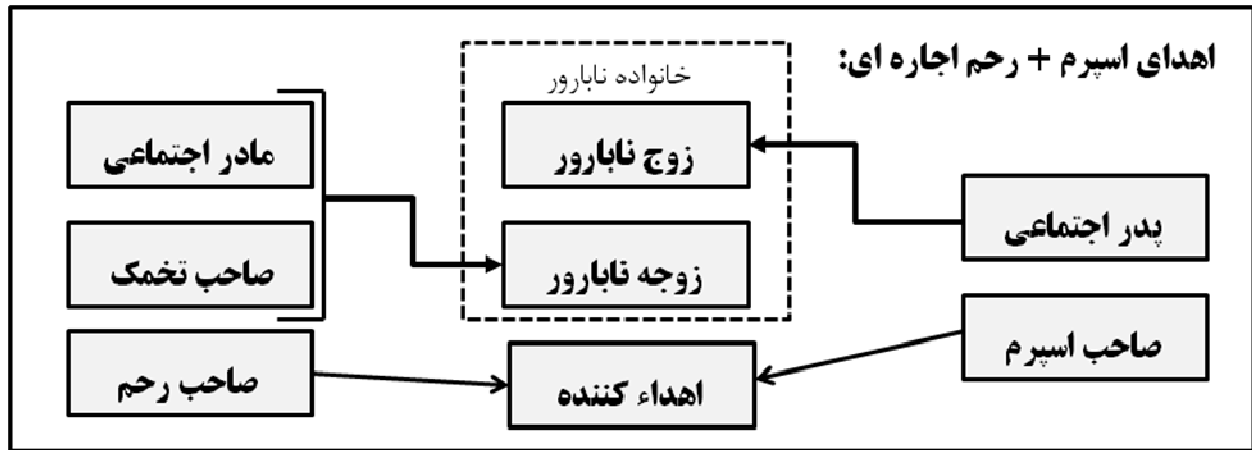 اهدای اسپرم + رحم اجاره ای:
خانواده نابارور
زوج نابارور
زوجه نابارور
پدر اجتماعی
صاحب اسپرم
مادر اجتماعی
صاحب تخمک
صاحب رحم
اهداء کننده